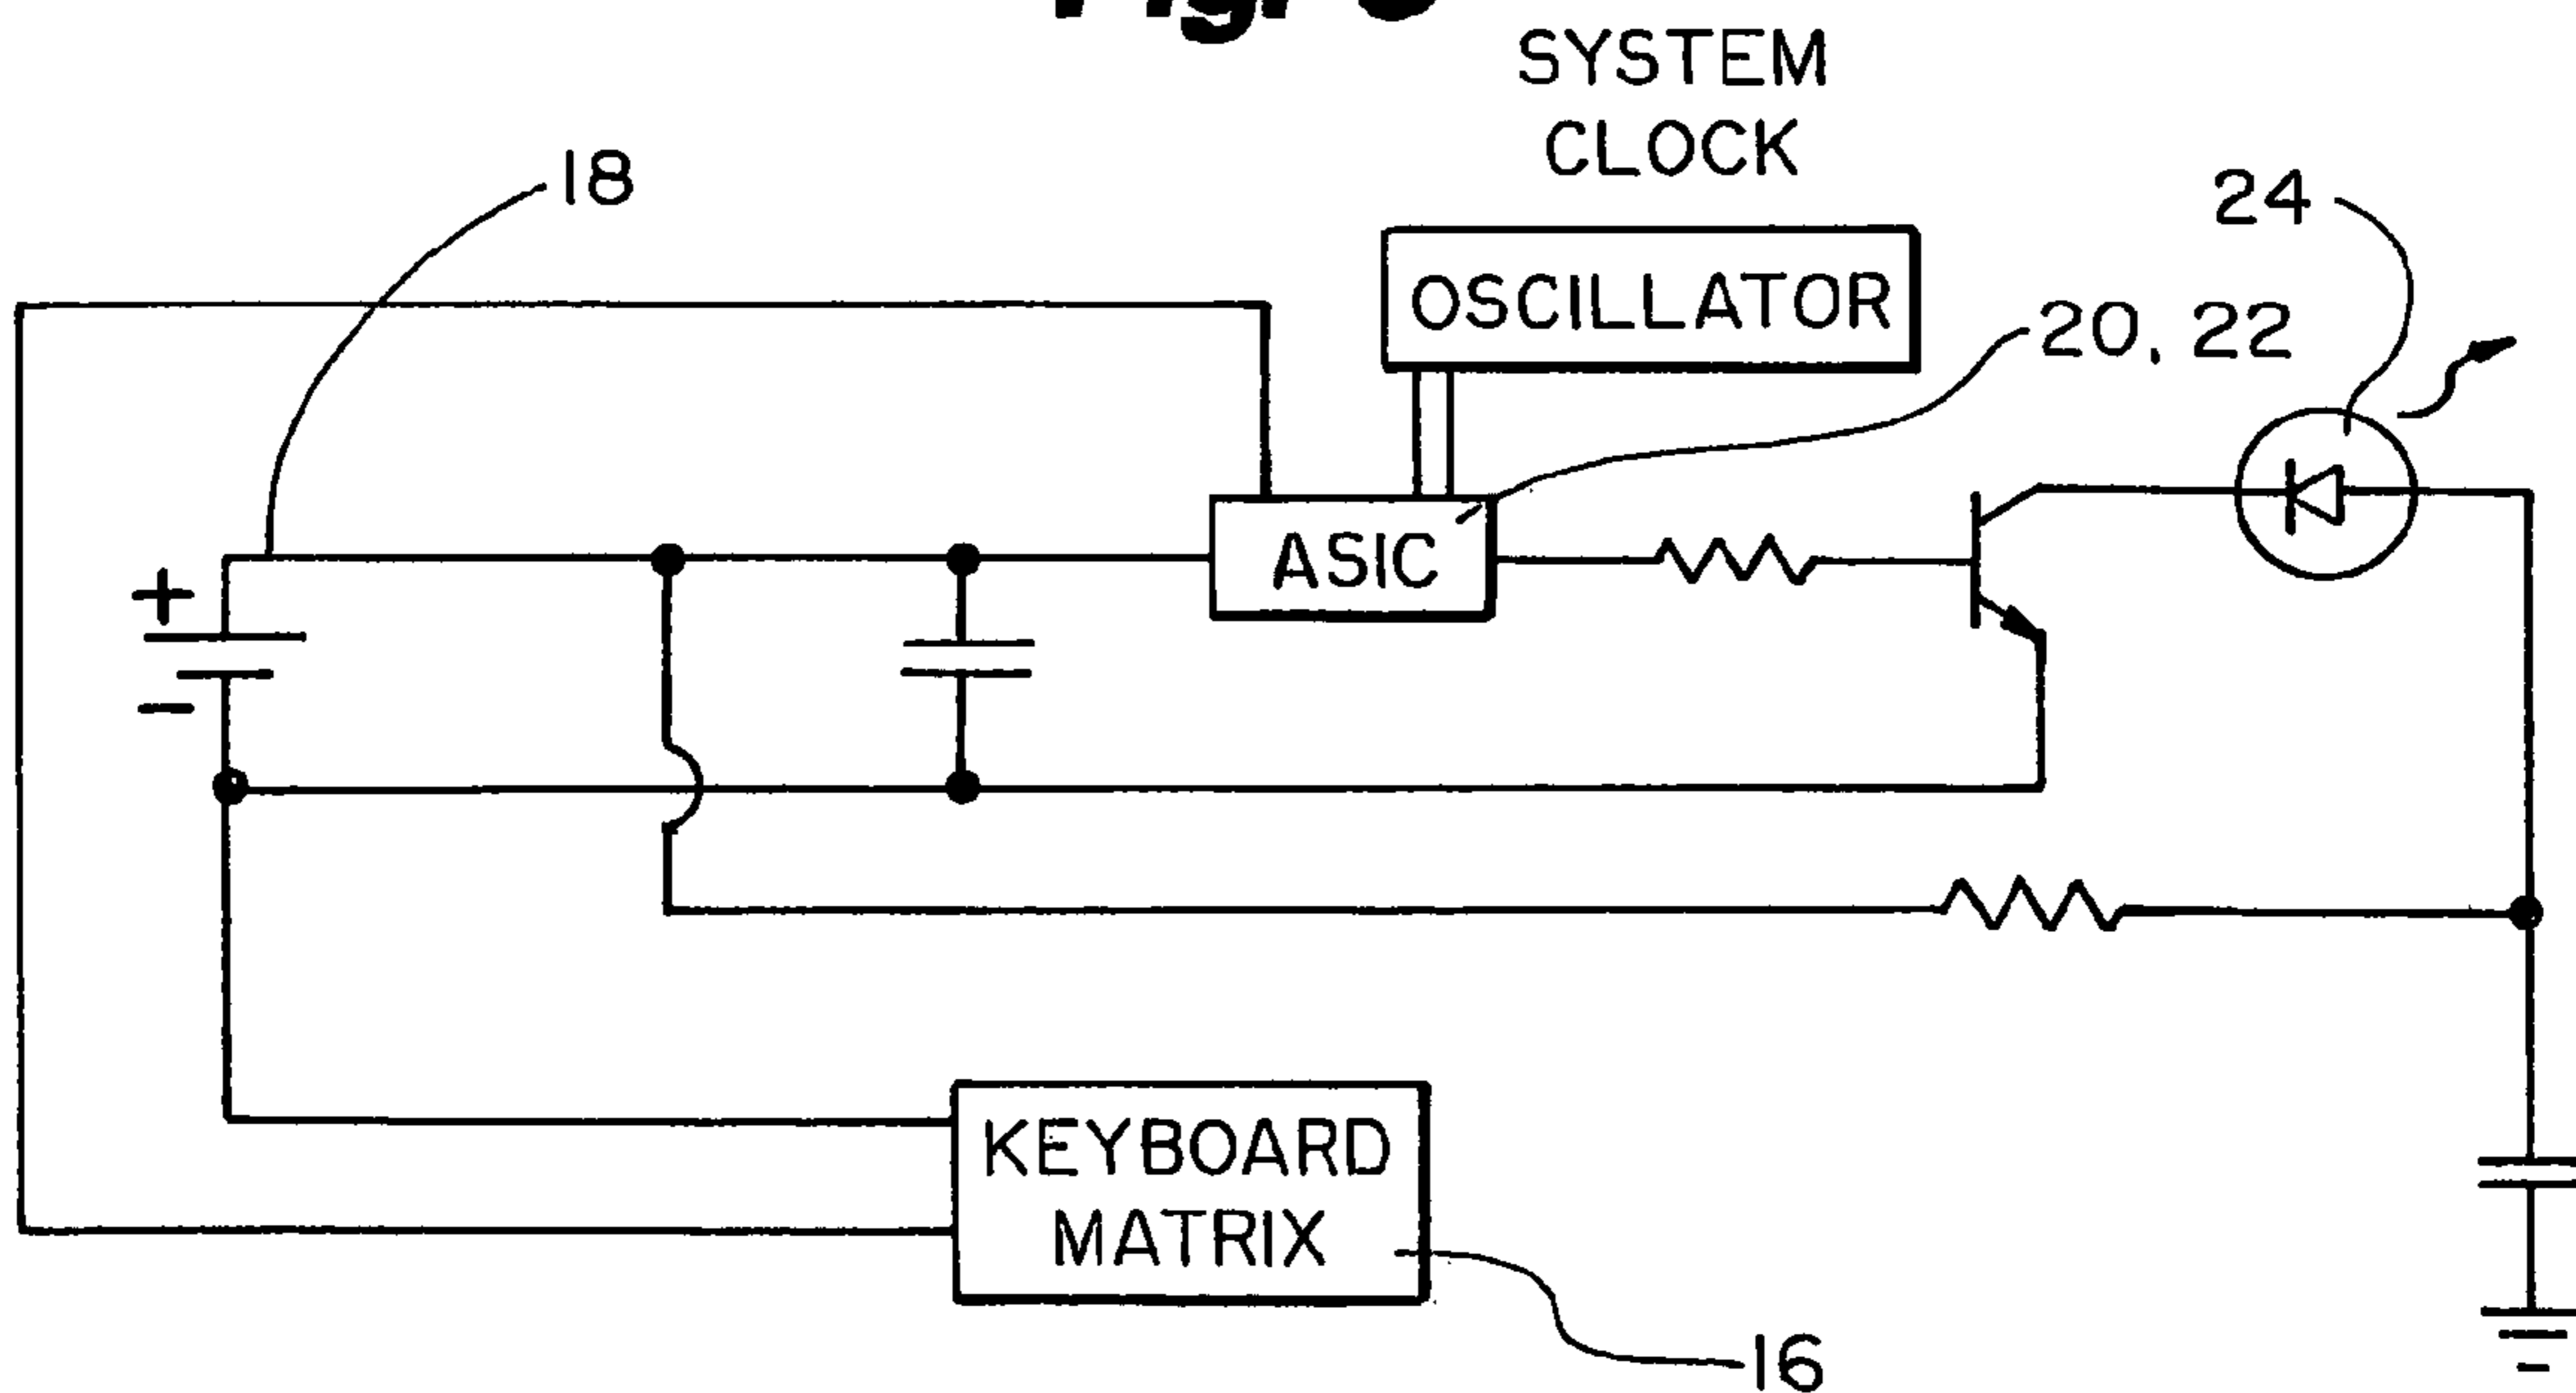 SYSTEM
CLOCK
18
24
OSCILLATOR
20, 22
ASIC
+
−
KEYBOARD
MATRIX
16